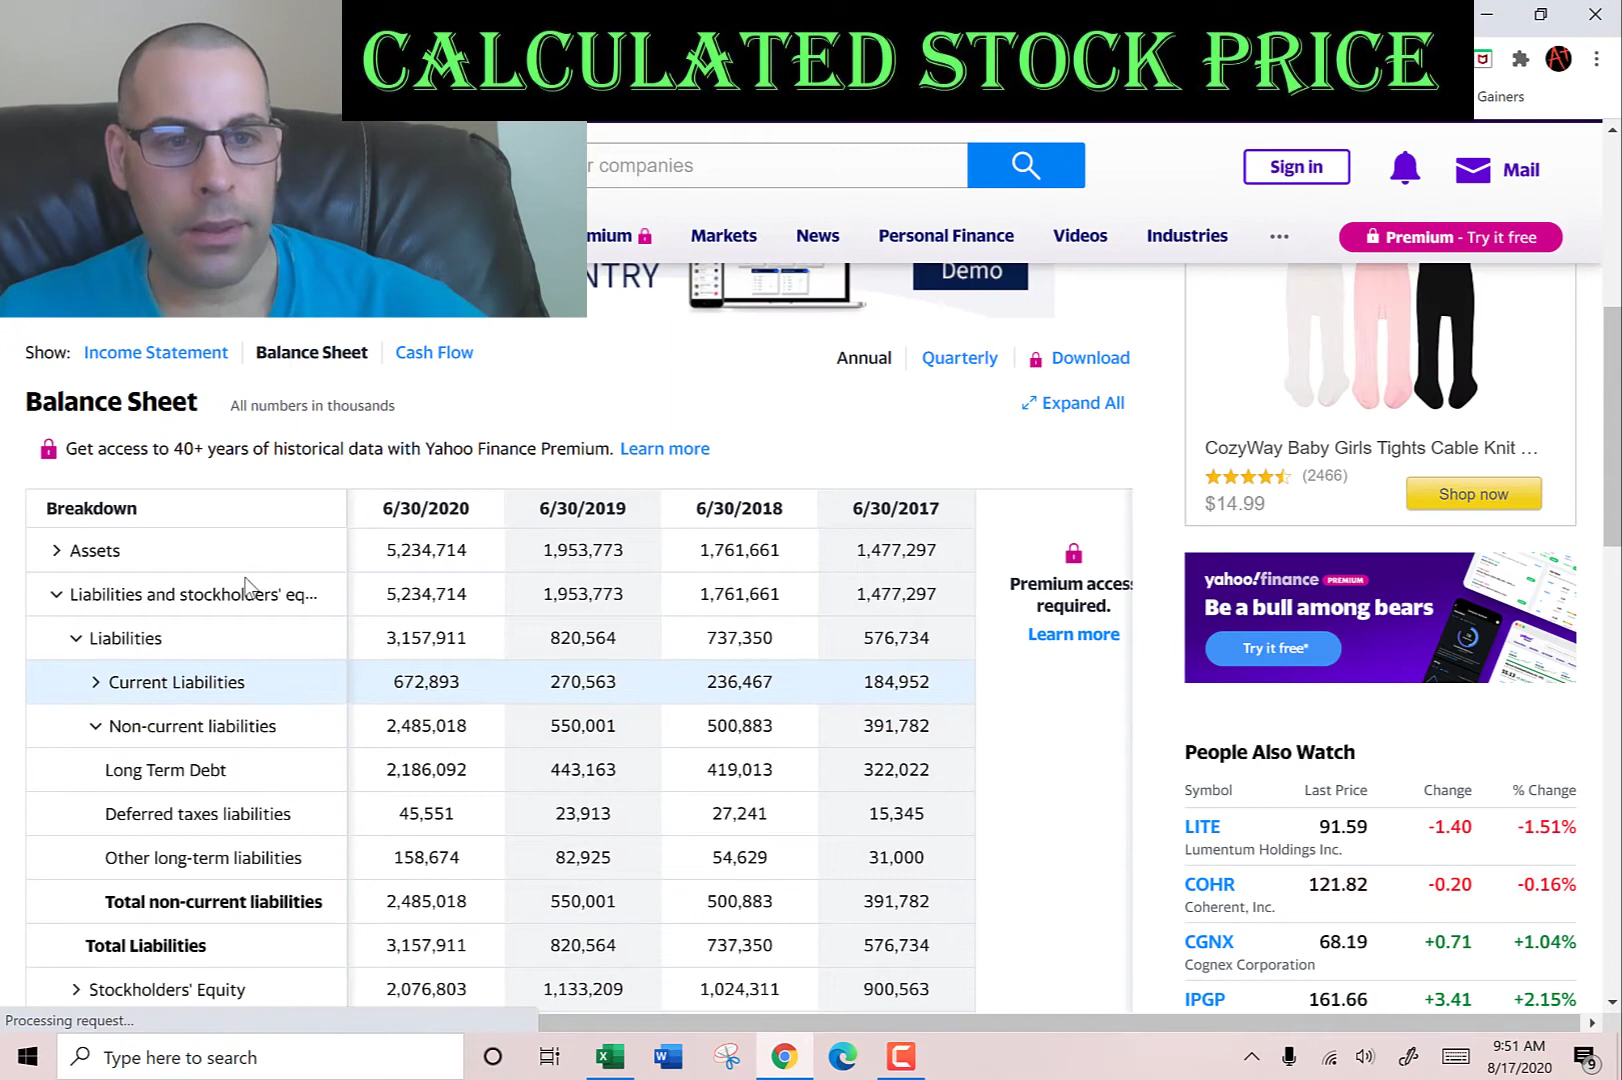 CALCULATED STOCK PRICE
Gainers
r companies
Sign in
Mail
mium
Markets
News
Personal Finance
Videos
Industries
Premium - Try it free
NTRY
Demo
Show: Income Statement Balance Sheet Cash Flow
Annual Quarterly Download
Balance Sheet All numbers in thousands
Expand All
Get access to 40+ years of historical data with Yahoo Finance Premium. Learn more
Breakdown 6/30/2020 6/30/2019 6/30/2018 6/30/2017
Assets 5,234,714 1,953,773 1,761,661 1,477,297
Liabilities and stockholders' eq... 5,234,714 1,953,773 1,761,661 1,477,297
Liabilities 3,157,911 820,564 737,350 576,734
Current Liabilities 672,893 270,563 236,467 184,952
Non-current liabilities 2,485,018 550,001 500,883 391,782
Long Term Debt 2,186,092 443,163 419,013 322,022
Deferred taxes liabilities 45,551 23,913 27,241 15,345
Other long-term liabilities 158,674 82,925 54,629 31,000
Total non-current liabilities 2,485,018 550,001 500,883 391,782
Total Liabilities 3,157,911 820,564 737,350 576,734
Stockholders' Equity 2,076,803 1,133,209 1,024,311 900,563
Premium access
required.
Learn more
CozyWay Baby Girls Tights Cable Knit ...
(2466)
$14.99
Shop now
yahoo!finance PREMIUM
Be a bull among bears
Try it free*
People Also Watch
Symbol Last Price Change % Change
LITE 91.59 -1.40 -1.51%
Lumentum Holdings Inc.
COHR 121.82 -0.20 -0.16%
Coherent, Inc.
CGNX 68.19 +0.71 +1.04%
Cognex Corporation
IPGP 161.66 +3.41 +2.15%
Processing request...
Type here to search
9:51 AM
8/17/2020
9